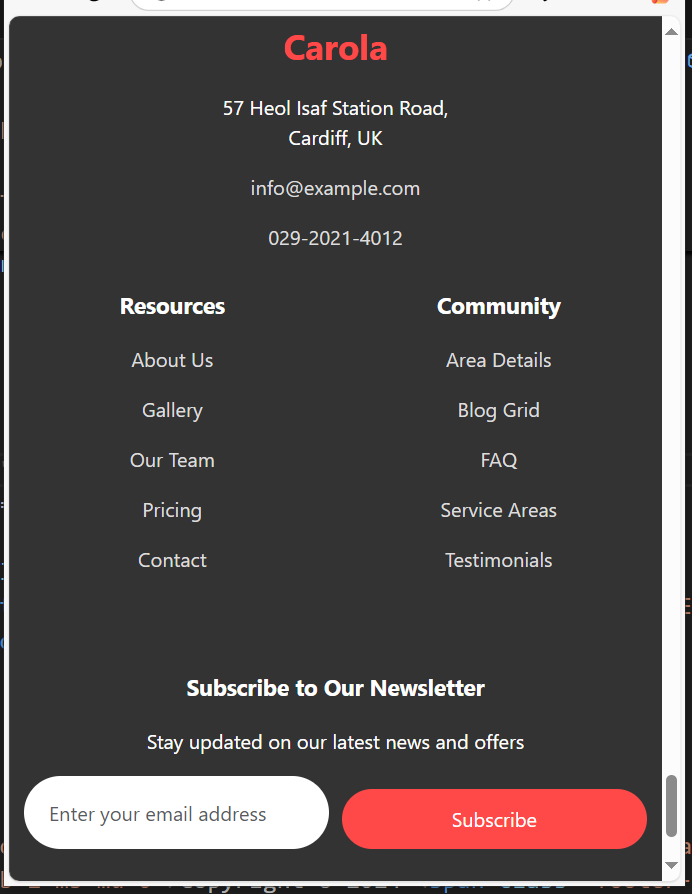 Carola
57 Heol Isaf Station Road,
Cardiff, UK
info@example.com
029-2021-4012
Resources
Community
About Us
Area Details
Gallery
Blog Grid
Our Team
FAQ
Pricing
Service Areas
Contact
Testimonials
Subscribe to Our Newsletter
Stay updated on our latest news and offers
Enter your email address
Subscribe